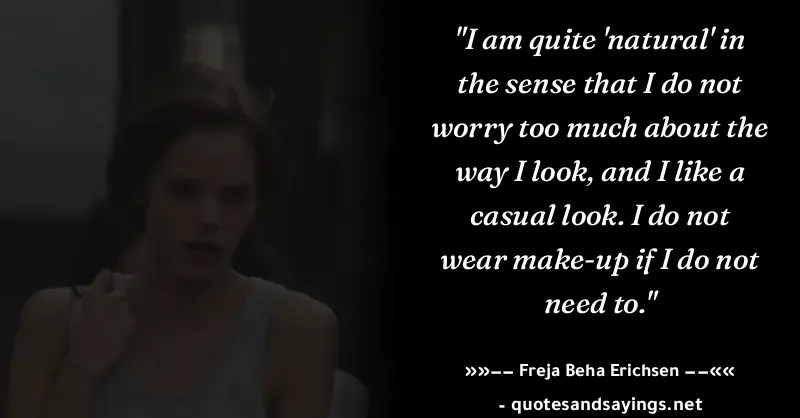 "I am quite 'natural' in
the sense that I do not
worry too much about the
way I look, and I like a
casual look. I do not
wear make-up if I do not
need to."
»»–– Freja Beha Erichsen ––««
- quotesandsayings.net